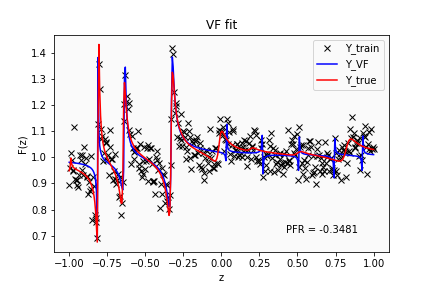 VF fit
Y_train
Y_VF
Y_true
F(z)
1.4
1.3
1.2
1.1
1.0
0.9
0.8
0.7
PFR = -0.3481
−1.00 −0.75 −0.50 −0.25 0.00 0.25 0.50 0.75 1.00
z